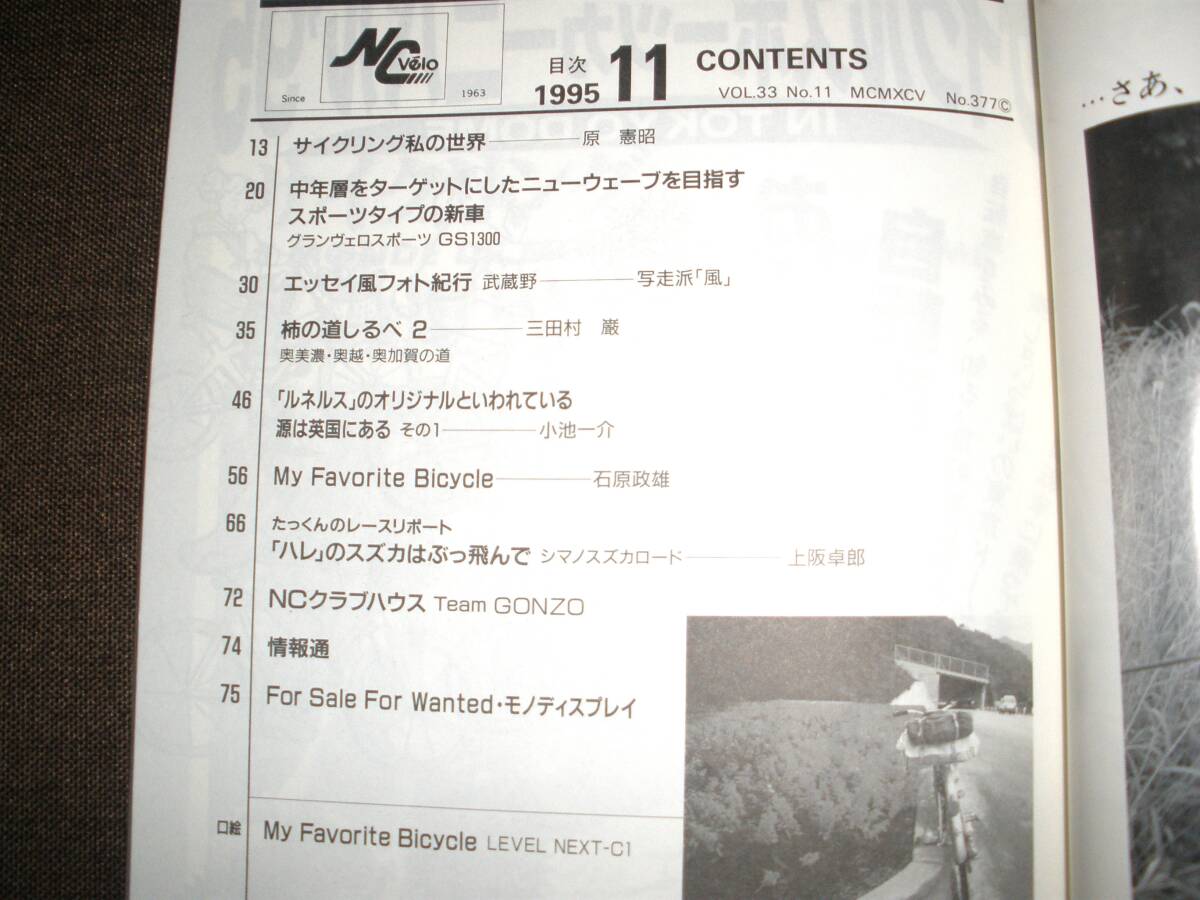 NC Vélo
Since 1963
目次
1995 11 CONTENTS
VOL.33 No.11 MCMXCV No.377©
13 サイクリング私の世界 原 憲昭
20 中年層をターゲットにしたニューウェーブを目指す
スポーツタイプの新車
グランヴェロスポーツ GS1300
30 エッセイ風フォト紀行 武蔵野 写走派「風」
35 柿の道しるべ 2 三田村 巌
奥美濃・奥越・奥加賀の道
46 「ルネルス」のオリジナルといわれている
源は英国にある その1 小池一介
56 My Favorite Bicycle 石原政雄
66 たっくんのレースリポート
「ハレ」のスズカはぶっ飛んで シマノスズカロード 上阪卓郎
72 NCクラブハウス Team GONZO
74 情報通
75 For Sale For Wanted・モノディスプレイ
口絵 My Favorite Bicycle LEVEL NEXT-C1
…さあ、
IN TOKYO DOME